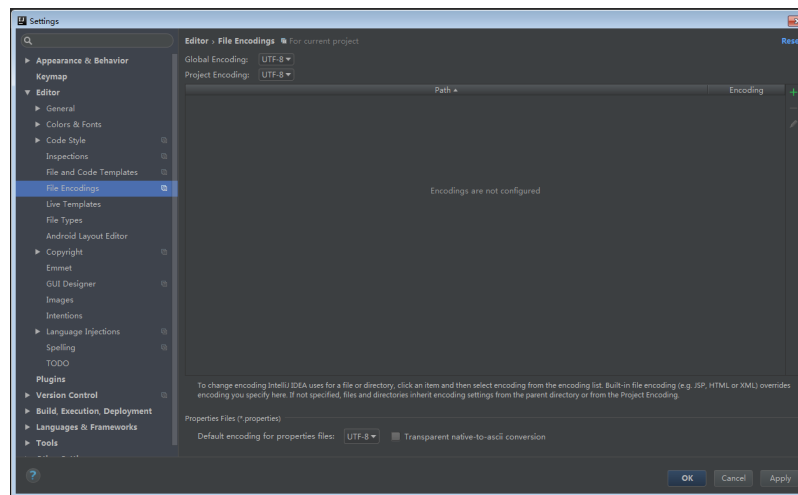 Settings
Editor › File Encodings For current project
Rese
Global Encoding: UTF-8
Project Encoding: UTF-8
Path Encoding
Encodings are not configured
Appearance & Behavior
Keymap
Editor
General
Colors & Fonts
Code Style
Inspections
File and Code Templates
File Encodings
Live Templates
File Types
Android Layout Editor
Copyright
Emmet
GUI Designer
Images
Intentions
Language Injections
Spelling
TODO
Plugins
Version Control
Build, Execution, Deployment
Languages & Frameworks
Tools
To change encoding IntelliJ IDEA uses for a file or directory, click an item and then select encoding from the encoding list. Built-in file encoding (e.g. JSP, HTML or XML) overrides
encoding you specify here. If not specified, files and directories inherit encoding settings from the parent directory or from the Project Encoding.
Properties Files (*.properties)
Default encoding for properties files: UTF-8 Transparent native-to-ascii conversion
?
OK Cancel Apply